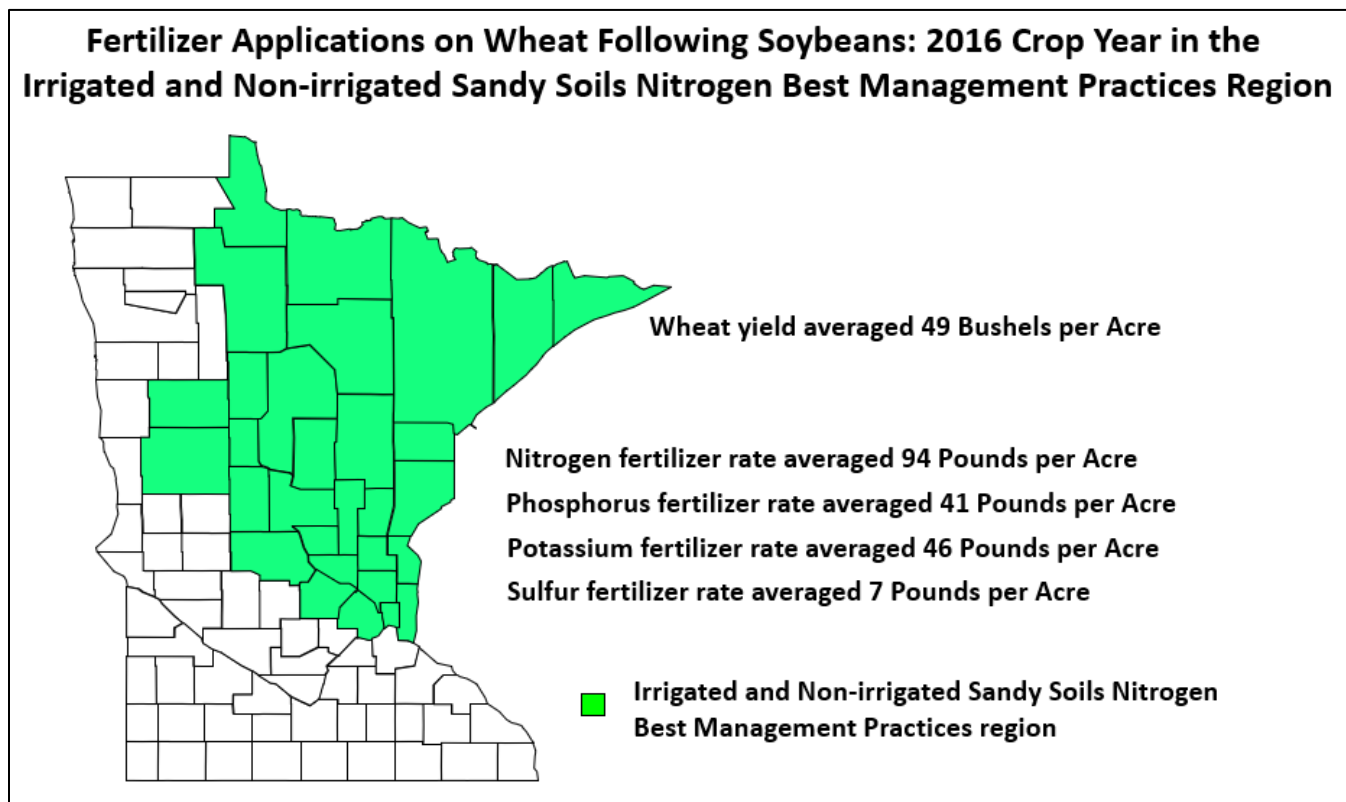 Fertilizer Applications on Wheat Following Soybeans: 2016 Crop Year in the
Irrigated and Non-irrigated Sandy Soils Nitrogen Best Management Practices Region
Wheat yield averaged 49 Bushels per Acre
Nitrogen fertilizer rate averaged 94 Pounds per Acre
Phosphorus fertilizer rate averaged 41 Pounds per Acre
Potassium fertilizer rate averaged 46 Pounds per Acre
Sulfur fertilizer rate averaged 7 Pounds per Acre
Irrigated and Non-irrigated Sandy Soils Nitrogen
Best Management Practices region